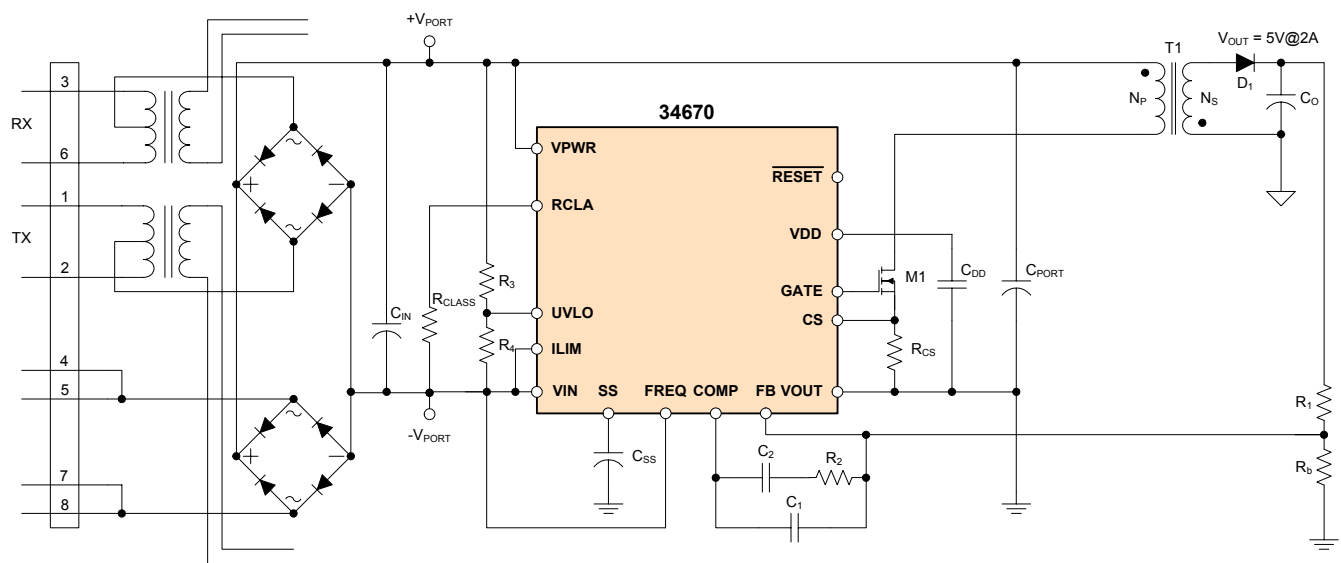 +VPORT
T1
VOUT = 5V@2A
3
RX
6
1
TX
2
4
5
7
8
~
+
−
~
~
+
−
~
D1
NP
NS
CO
34670
VPWR
RCLA
UVLO
ILIM
VIN
SS
FREQ
COMP
FB
VOUT
RESET
VDD
GATE
CS
M1
CDD
CPORT
RCS
R3
R4
RCLASS
CIN
-VPORT
CSS
C2
R2
C1
R1
Rb